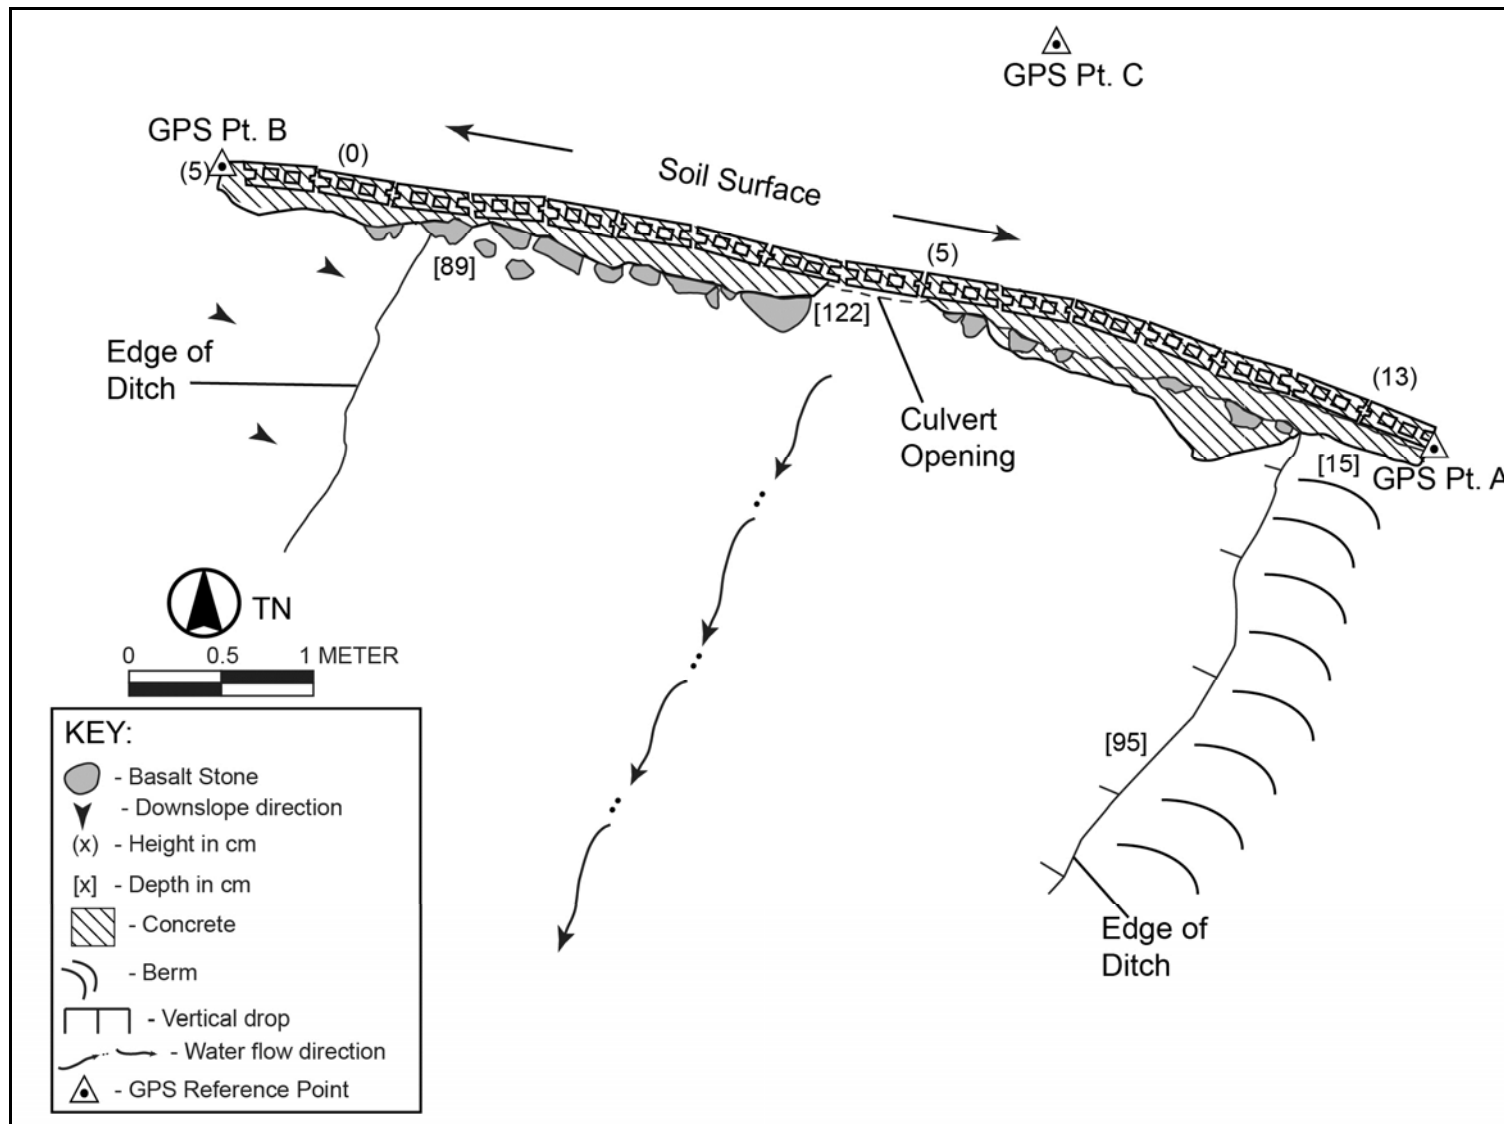 GPS Pt. C
GPS Pt. B
(5)
(0)
Soil Surface
(5)
[89]
[122]
Edge of
Ditch
Culvert
Opening
(13)
[15]
GPS Pt. A
TN
0 0.5 1 METER
[95]
Edge of
Ditch
KEY:
- Basalt Stone
- Downslope direction
(x) - Height in cm
[x] - Depth in cm
- Concrete
- Berm
- Vertical drop
- Water flow direction
- GPS Reference Point